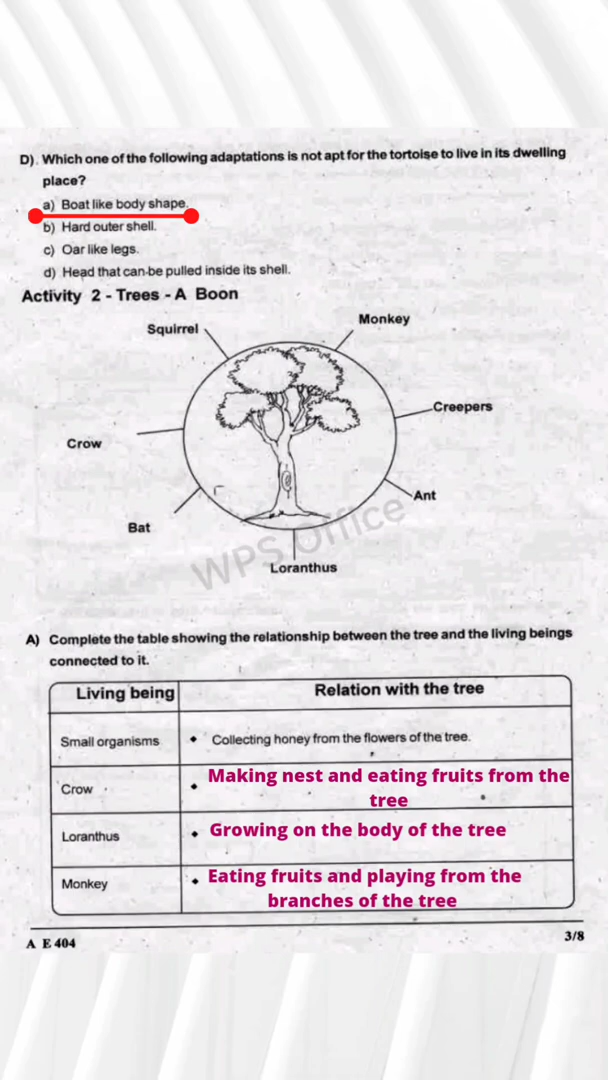 D). Which one of the following adaptations is not apt for the tortoise to live in its dwelling
place?
a) Boat like body shape.
b) Hard outer shell.
c) Oar like legs.
d) Head that can be pulled inside its shell.
Activity 2 - Trees - A Boon
Squirrel
Monkey
Creepers
Crow
Ant
Bat
Loranthus
WPS Office
A) Complete the table showing the relationship between the tree and the living beings
connected to it.
Living being Relation with the tree
Small organisms • Collecting honey from the flowers of the tree.
Crow • Making nest and eating fruits from the
tree
Loranthus • Growing on the body of the tree
Monkey • Eating fruits and playing from the
branches of the tree
A E 404 3/8